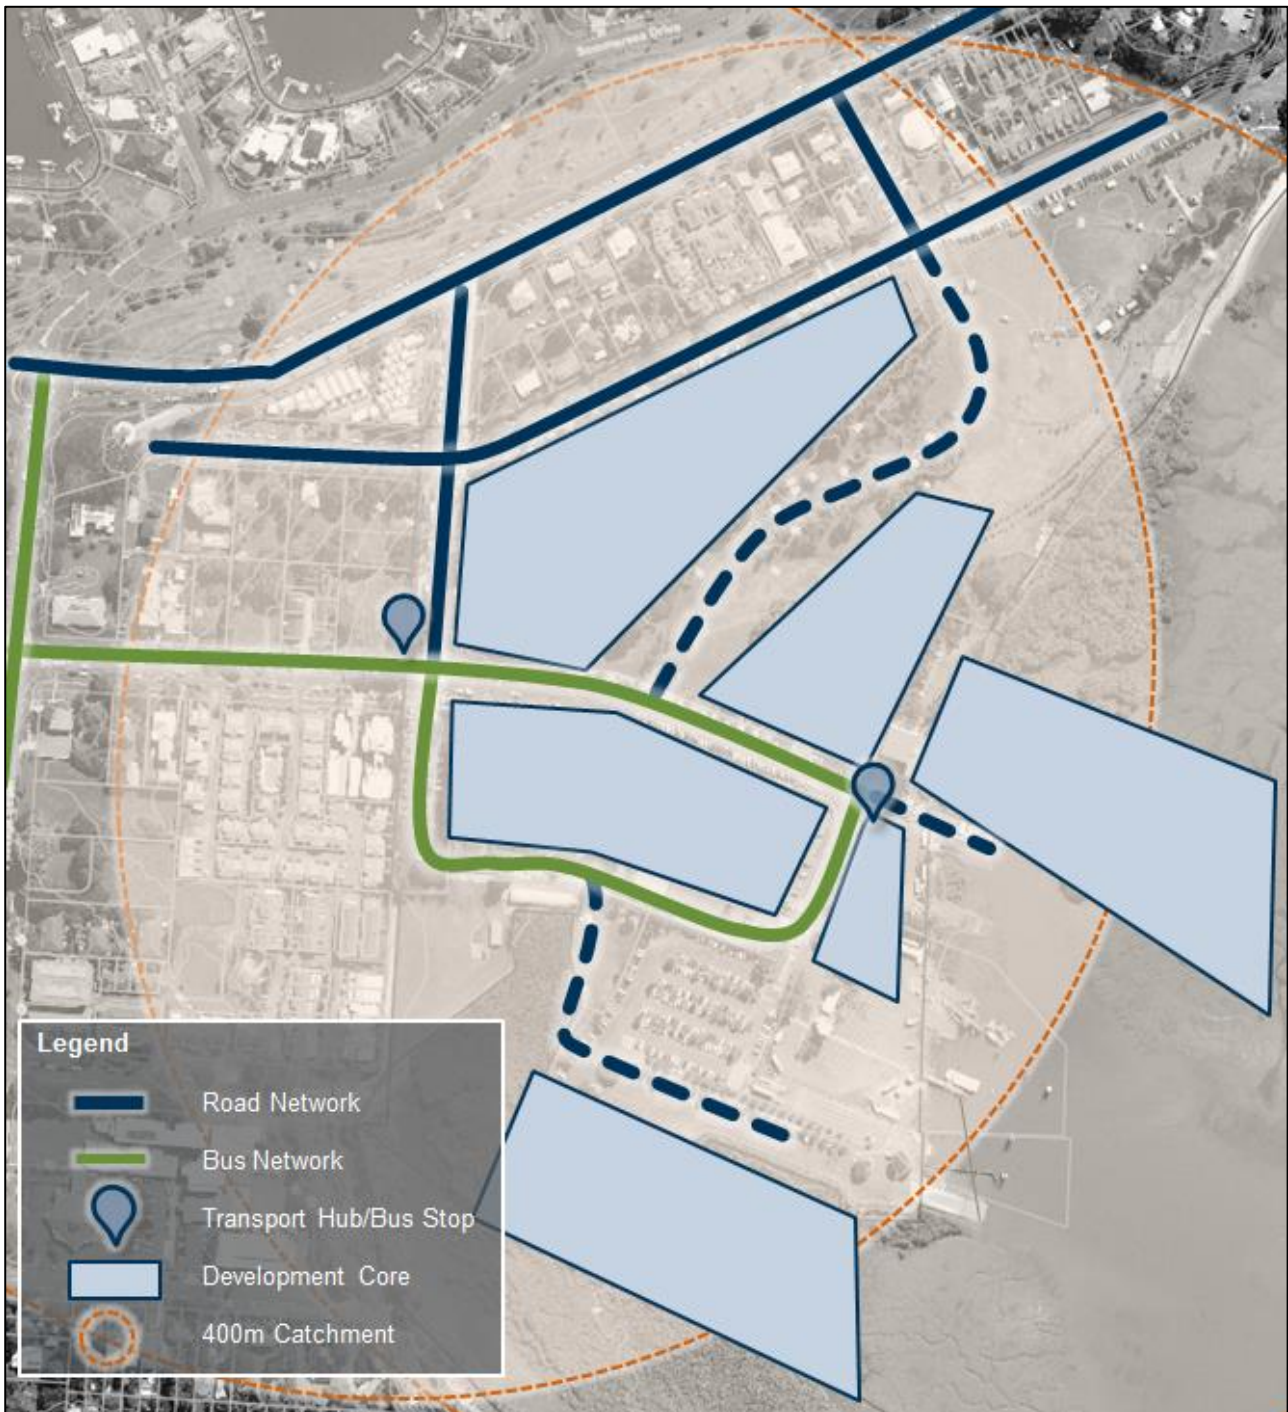 Legend
Road Network
Bus Network
Transport Hub/Bus Stop
Development Core
400m Catchment